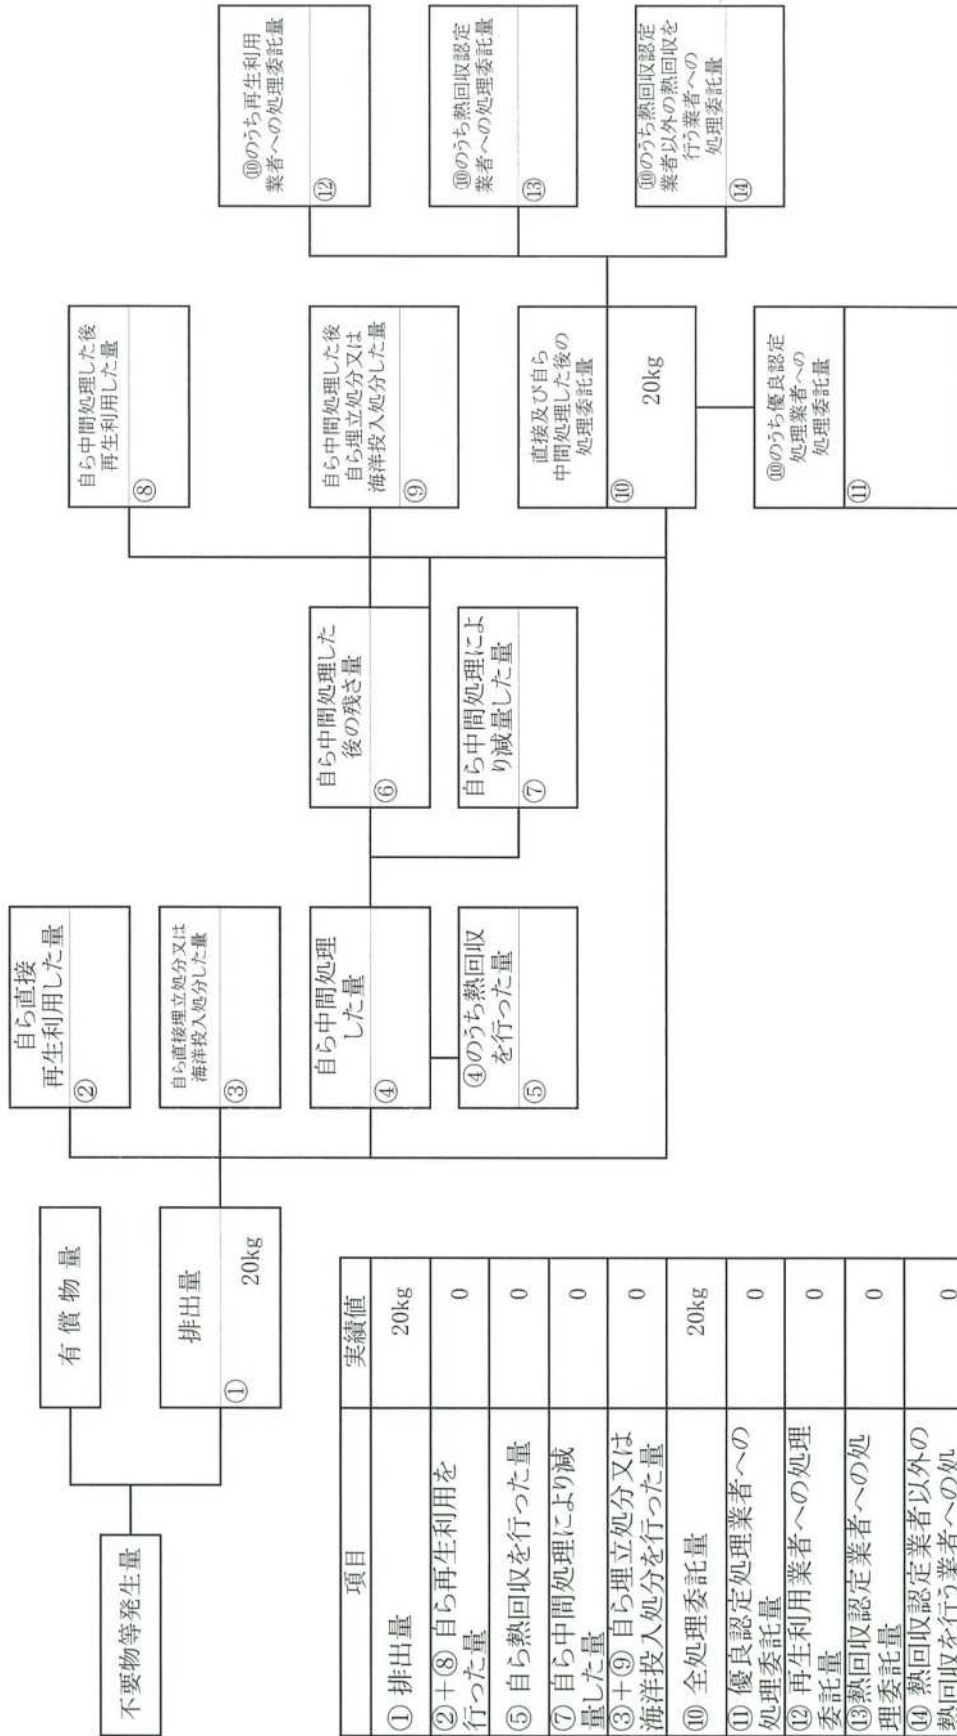 不要物等発生量
有償物量
排出量
①
20kg
自ら直接
再生利用した量
②
自ら直接埋立処分又は
海洋投入処分した量
③
自ら中間処理
した量
④
④のうち熱回収
を行った量
⑤
自ら中間処理した
後の残さ量
⑥
自ら中間処理によ
り減量した量
⑦
自ら中間処理した後
再生利用した量
⑧
自ら中間処理した後
自ら埋立処分又は
海洋投入処分した量
⑨
直接及び自ら
中間処理した後の
処理委託量
⑩
20kg
⑩のうち優良認定
処理業者への
処理委託量
⑪
⑩のうち再生利用
業者への処理委託量
⑫
⑩のうち熱回収認定
業者への処理委託量
⑬
⑩のうち熱回収認定
業者以外の熱回収を
行う業者への
処理委託量
⑭
項目 実績値
①排出量 20kg
②+⑧ 自ら再生利用を
行った量 0
⑤ 自ら熱回収を行った量 0
⑦ 自ら中間処理により減
量した量 0
③+⑨ 自ら埋立処分又は
海洋投入処分を行った量 0
⑩ 全処理委託量 20kg
⑪ 優良認定処理業者への
処理委託量 0
⑫ 再生利用業者への処理
委託量 0
⑬熱回収認定業者への処
理委託量 0
⑭ 熱回収認定業者以外の
熱回収を行う業者への処 0